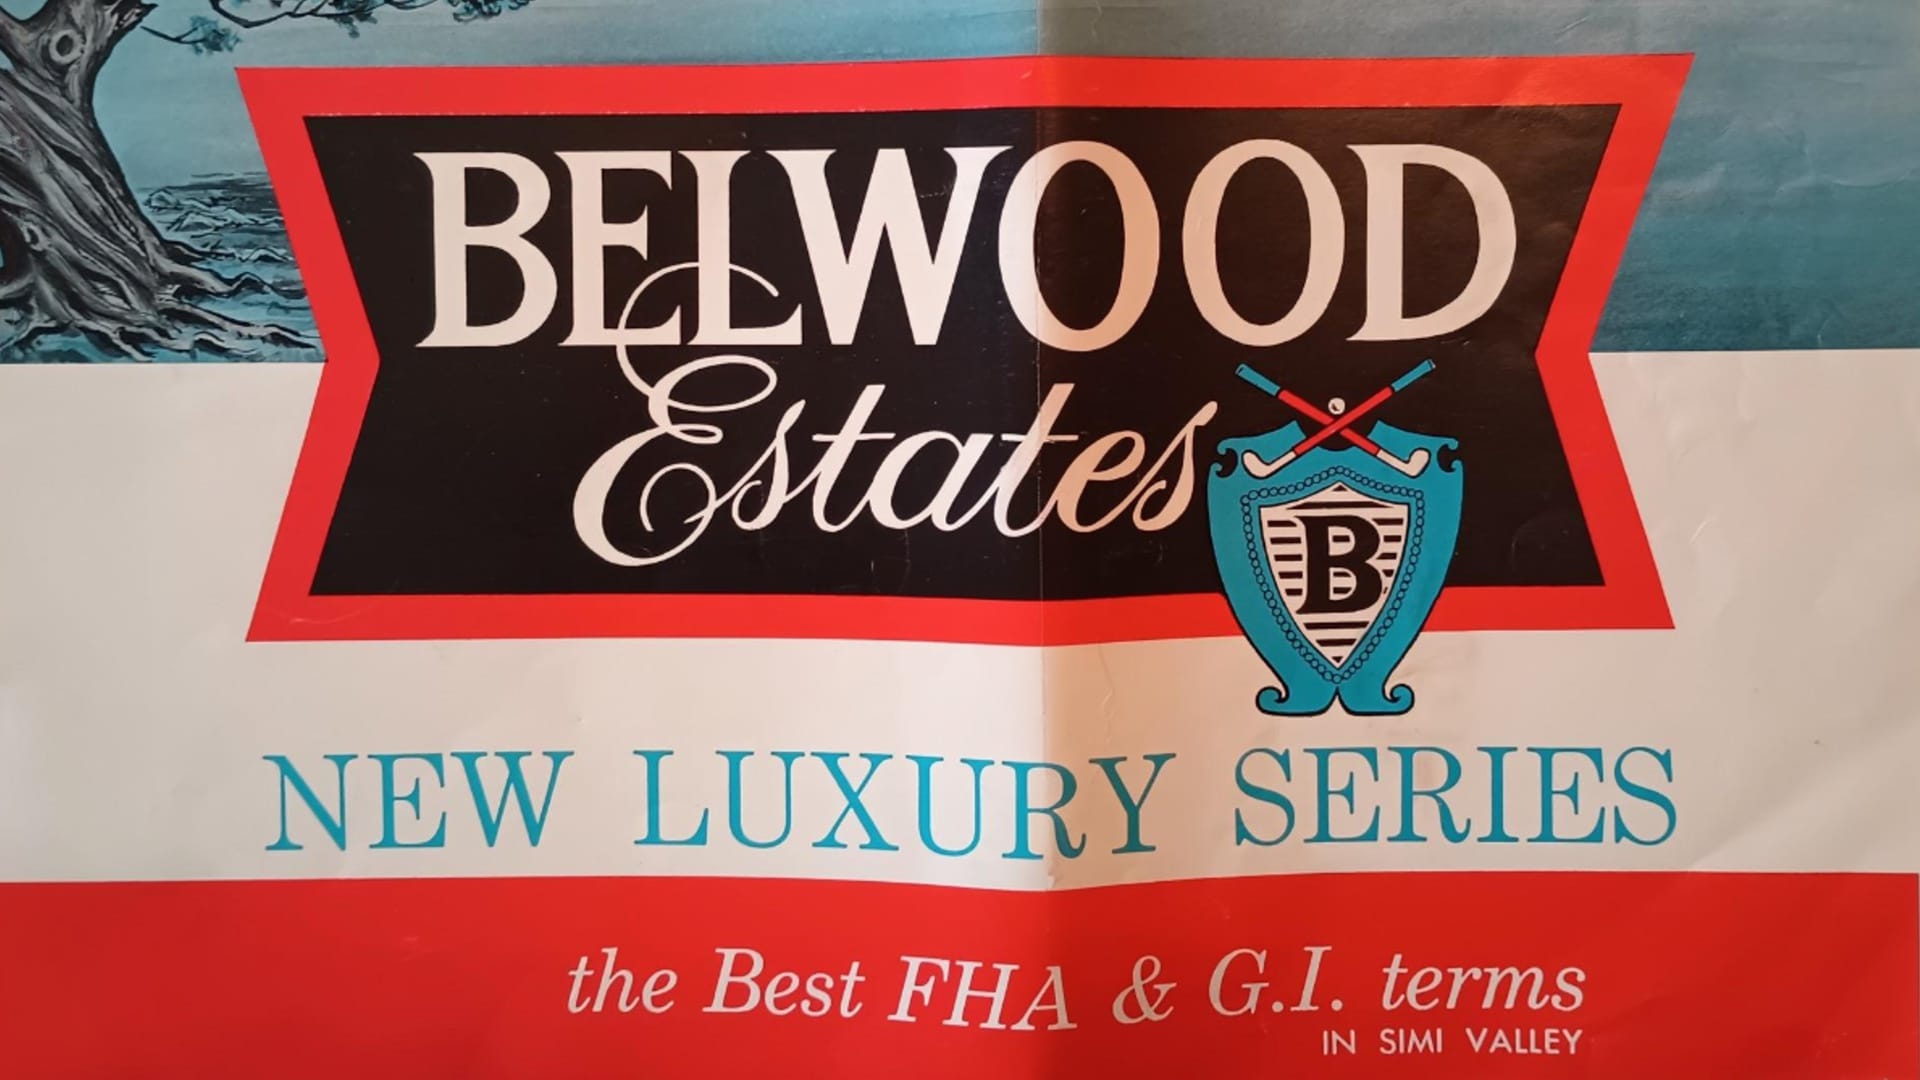 BELWOOD
Estates
B
NEW LUXURY SERIES
the Best FHA & G.I. terms
IN SIMI VALLEY